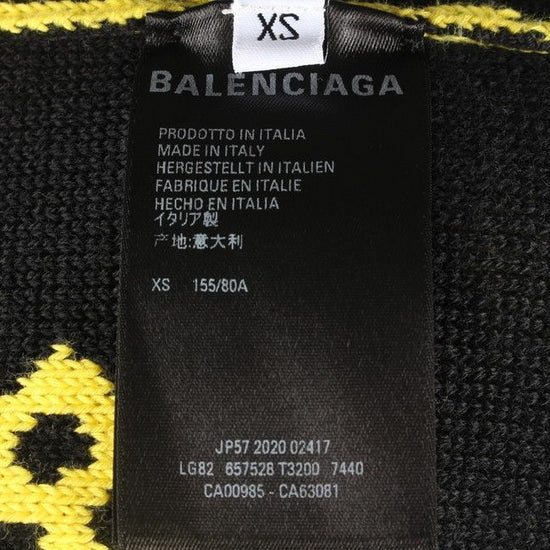 XS
BALENCIAGA
PRODOTTO IN ITALIA
MADE IN ITALY
HERGESTELLT IN ITALIEN
FABRIQUE EN ITALIE
HECHO EN ITALIA
イタリア製
产地:意大利
XS 155/80A
JP57 2020 02417
LG82 657528 T3200 7440
CA00985 - CA63081